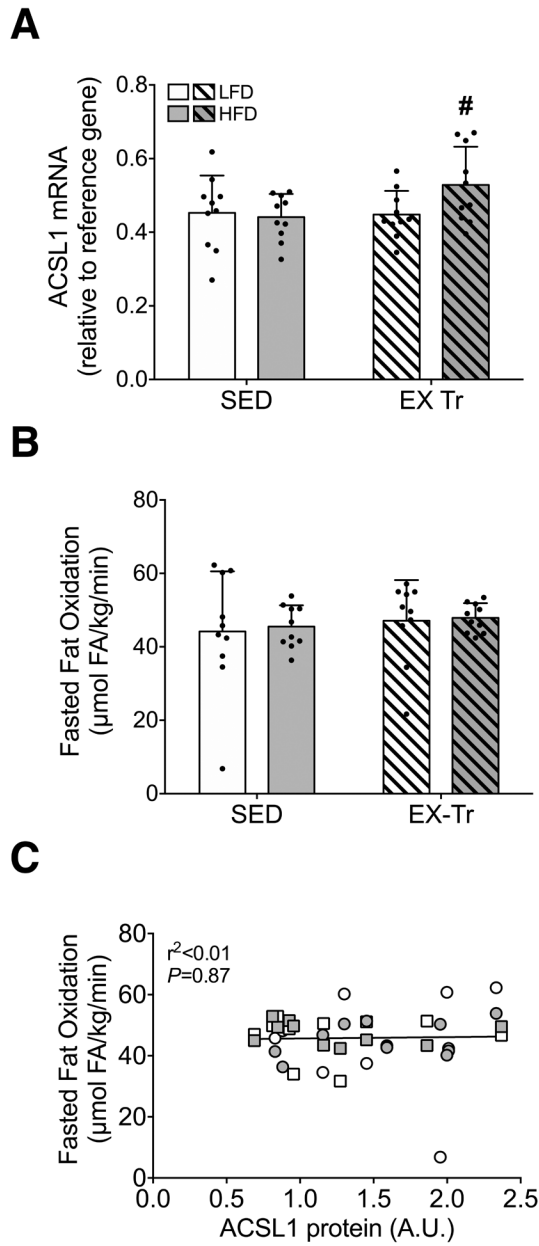 A
ACSL1 mRNA
(relative to reference gene)
0.8
0.6
0.4
0.2
0.0
LFD
HFD
#
SED
EX Tr
B
Fasted Fat Oxidation
(µmol FA/kg/min)
80
60
40
20
0
SED
EX-Tr
C
Fasted Fat Oxidation
(µmol FA/kg/min)
80
60
40
20
0
r²<0.01
P=0.87
0.0 0.5 1.0 1.5 2.0 2.5
ACSL1 protein (A.U.)